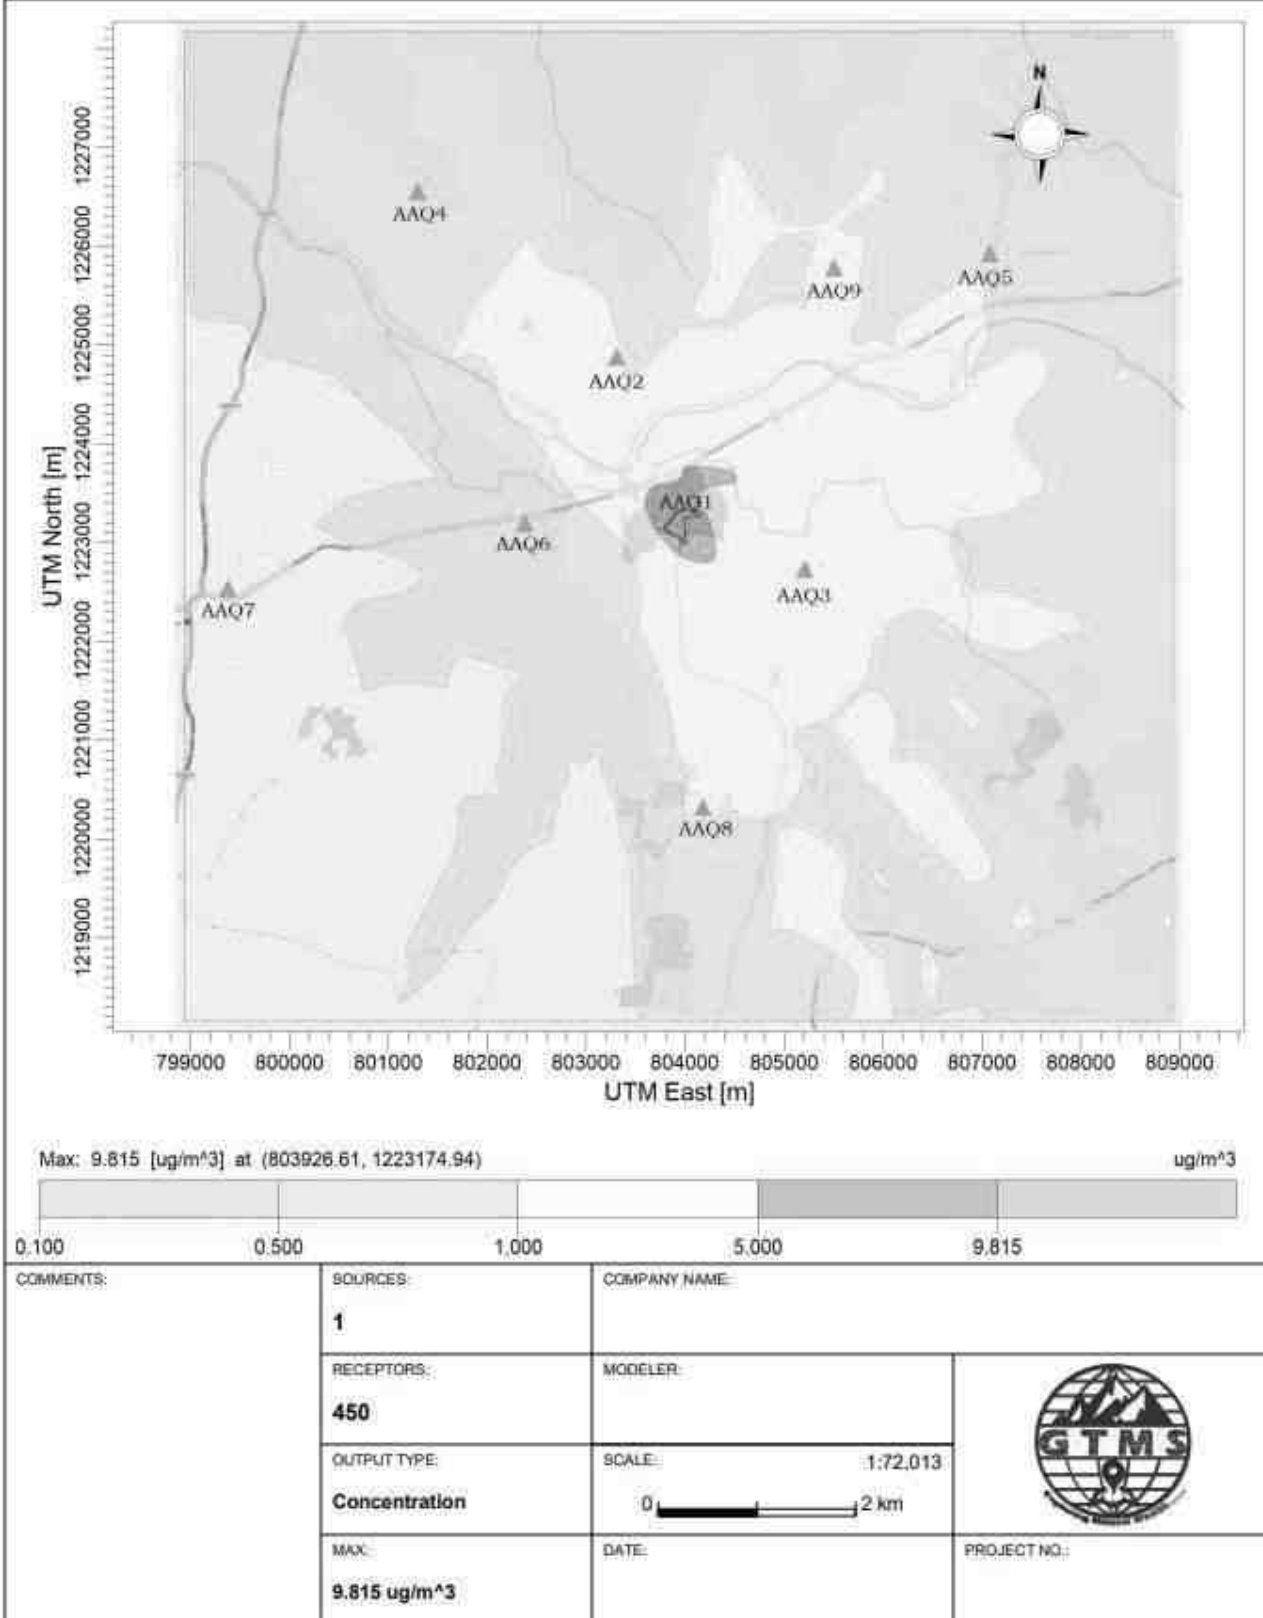 N
1227000
1226000
1225000
1224000
1223000
1222000
1221000
1220000
1219000
UTM North [m]
AAQ4
AAQ5
AAQ9
AAQ2
AAQ1
AAQ6
AAQ3
AAQ7
AAQ8
799000 800000 801000 802000 803000 804000 805000 806000 807000 808000 809000
UTM East [m]
Max: 9.815 [ug/m^3] at (803926.61, 1223174.94)
ug/m^3
0.100 0.500 1.000 5.000 9.815
COMMENTS:
SOURCES:
1
COMPANY NAME:
RECEPTORS:
450
MODELER:
OUTPUT TYPE:
Concentration
SCALE:
1:72,013
0 2 km
MAX:
9.815 ug/m^3
DATE:
PROJECT NO.:
GTMS